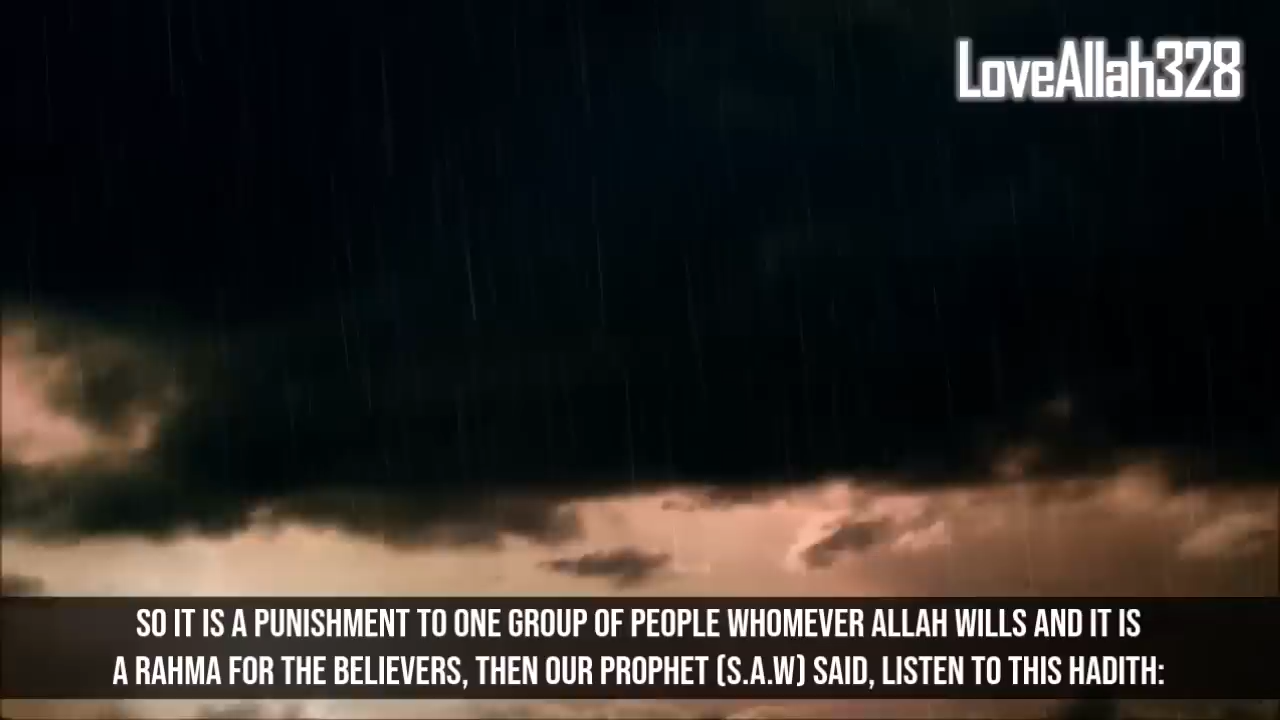 LoveAllah328
SO IT IS A PUNISHMENT TO ONE GROUP OF PEOPLE WHOMEVER ALLAH WILLS AND IT IS
A RAHMA FOR THE BELIEVERS, THEN OUR PROPHET (S.A.W) SAID, LISTEN TO THIS HADITH: